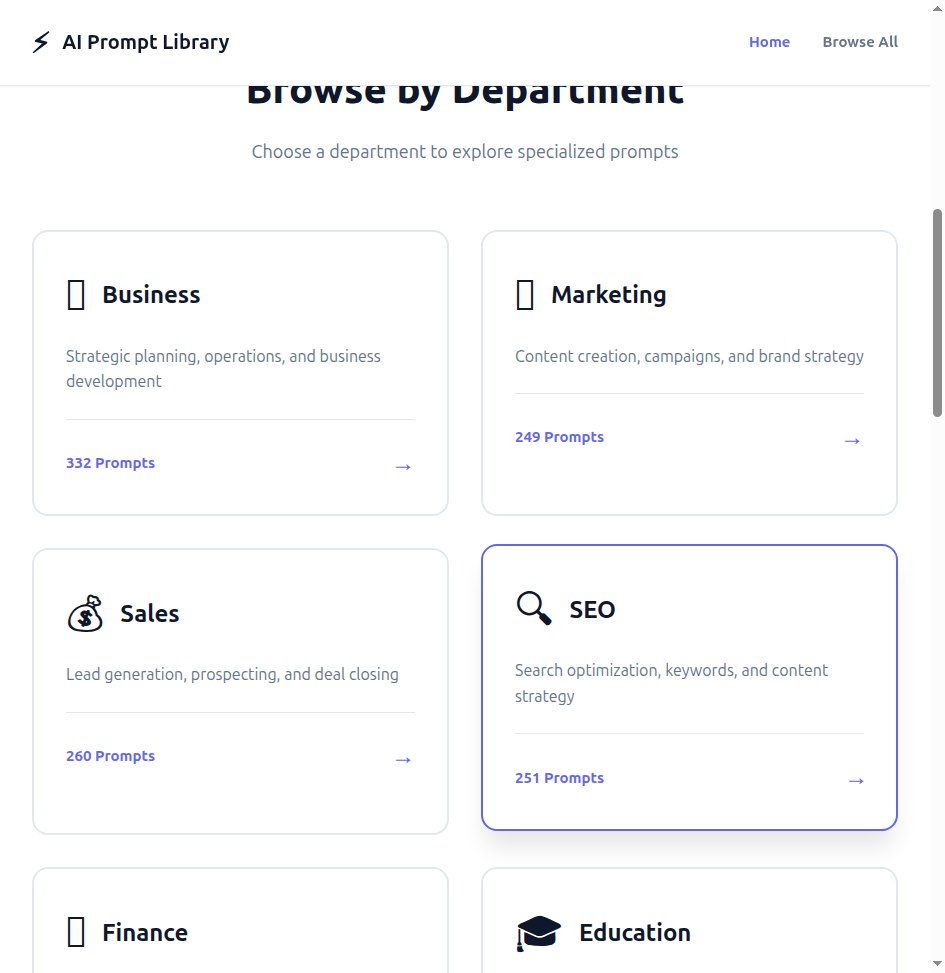 ⚡ AI Prompt Library
Home
Browse All
Browse by Department
Choose a department to explore specialized prompts
Business
Strategic planning, operations, and business
development
332 Prompts →
Marketing
Content creation, campaigns, and brand strategy
249 Prompts →
💰 Sales
Lead generation, prospecting, and deal closing
260 Prompts →
🔍 SEO
Search optimization, keywords, and content
strategy
251 Prompts →
Finance
🎓 Education